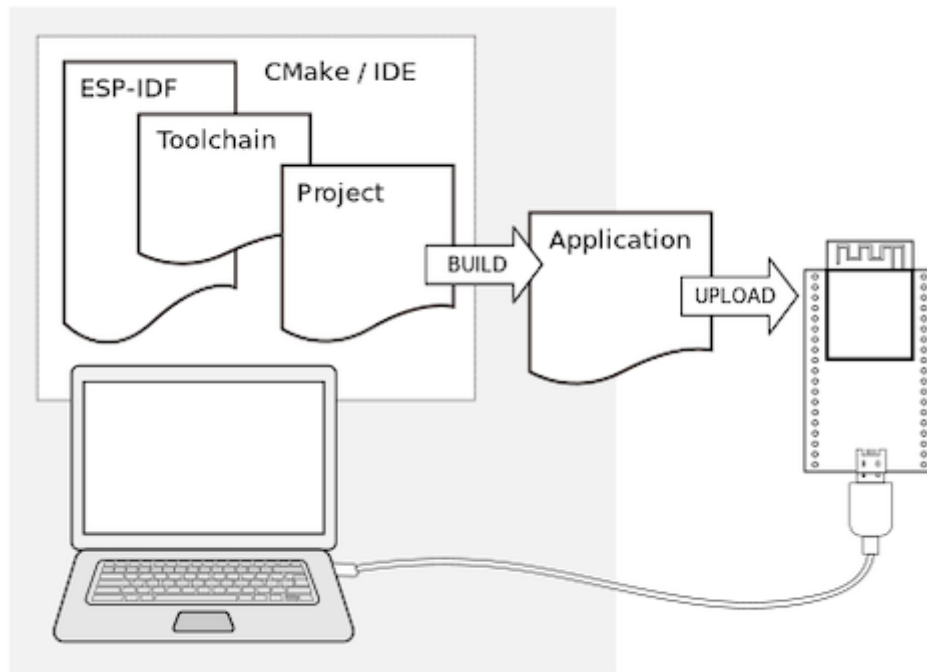 ESP-IDF
CMake / IDE
Toolchain
Project
BUILD
Application
UPLOAD